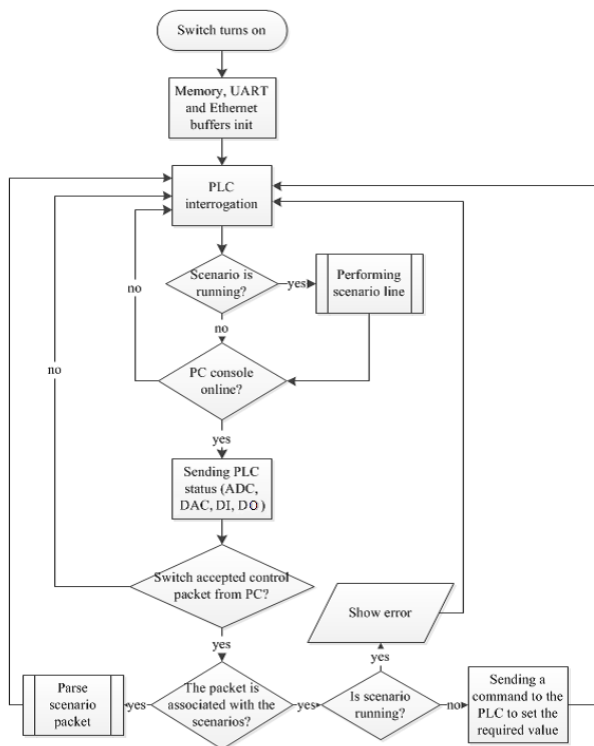 Switch turns on
Memory, UART
and Ethernet
buffers init
PLC
interrogation
Scenario is
running?
yes
Performing
scenario line
no
no
no
PC console
online?
yes
Sending PLC
status (ADC,
DAC, DI, DO)
Switch accepted control
packet from PC?
Show error
yes
yes
Parse
scenario
packet
yes
The packet is
associated with the
scenarios?
yes
Is scenario
running?
no
Sending a
command to the
PLC to set the
required value